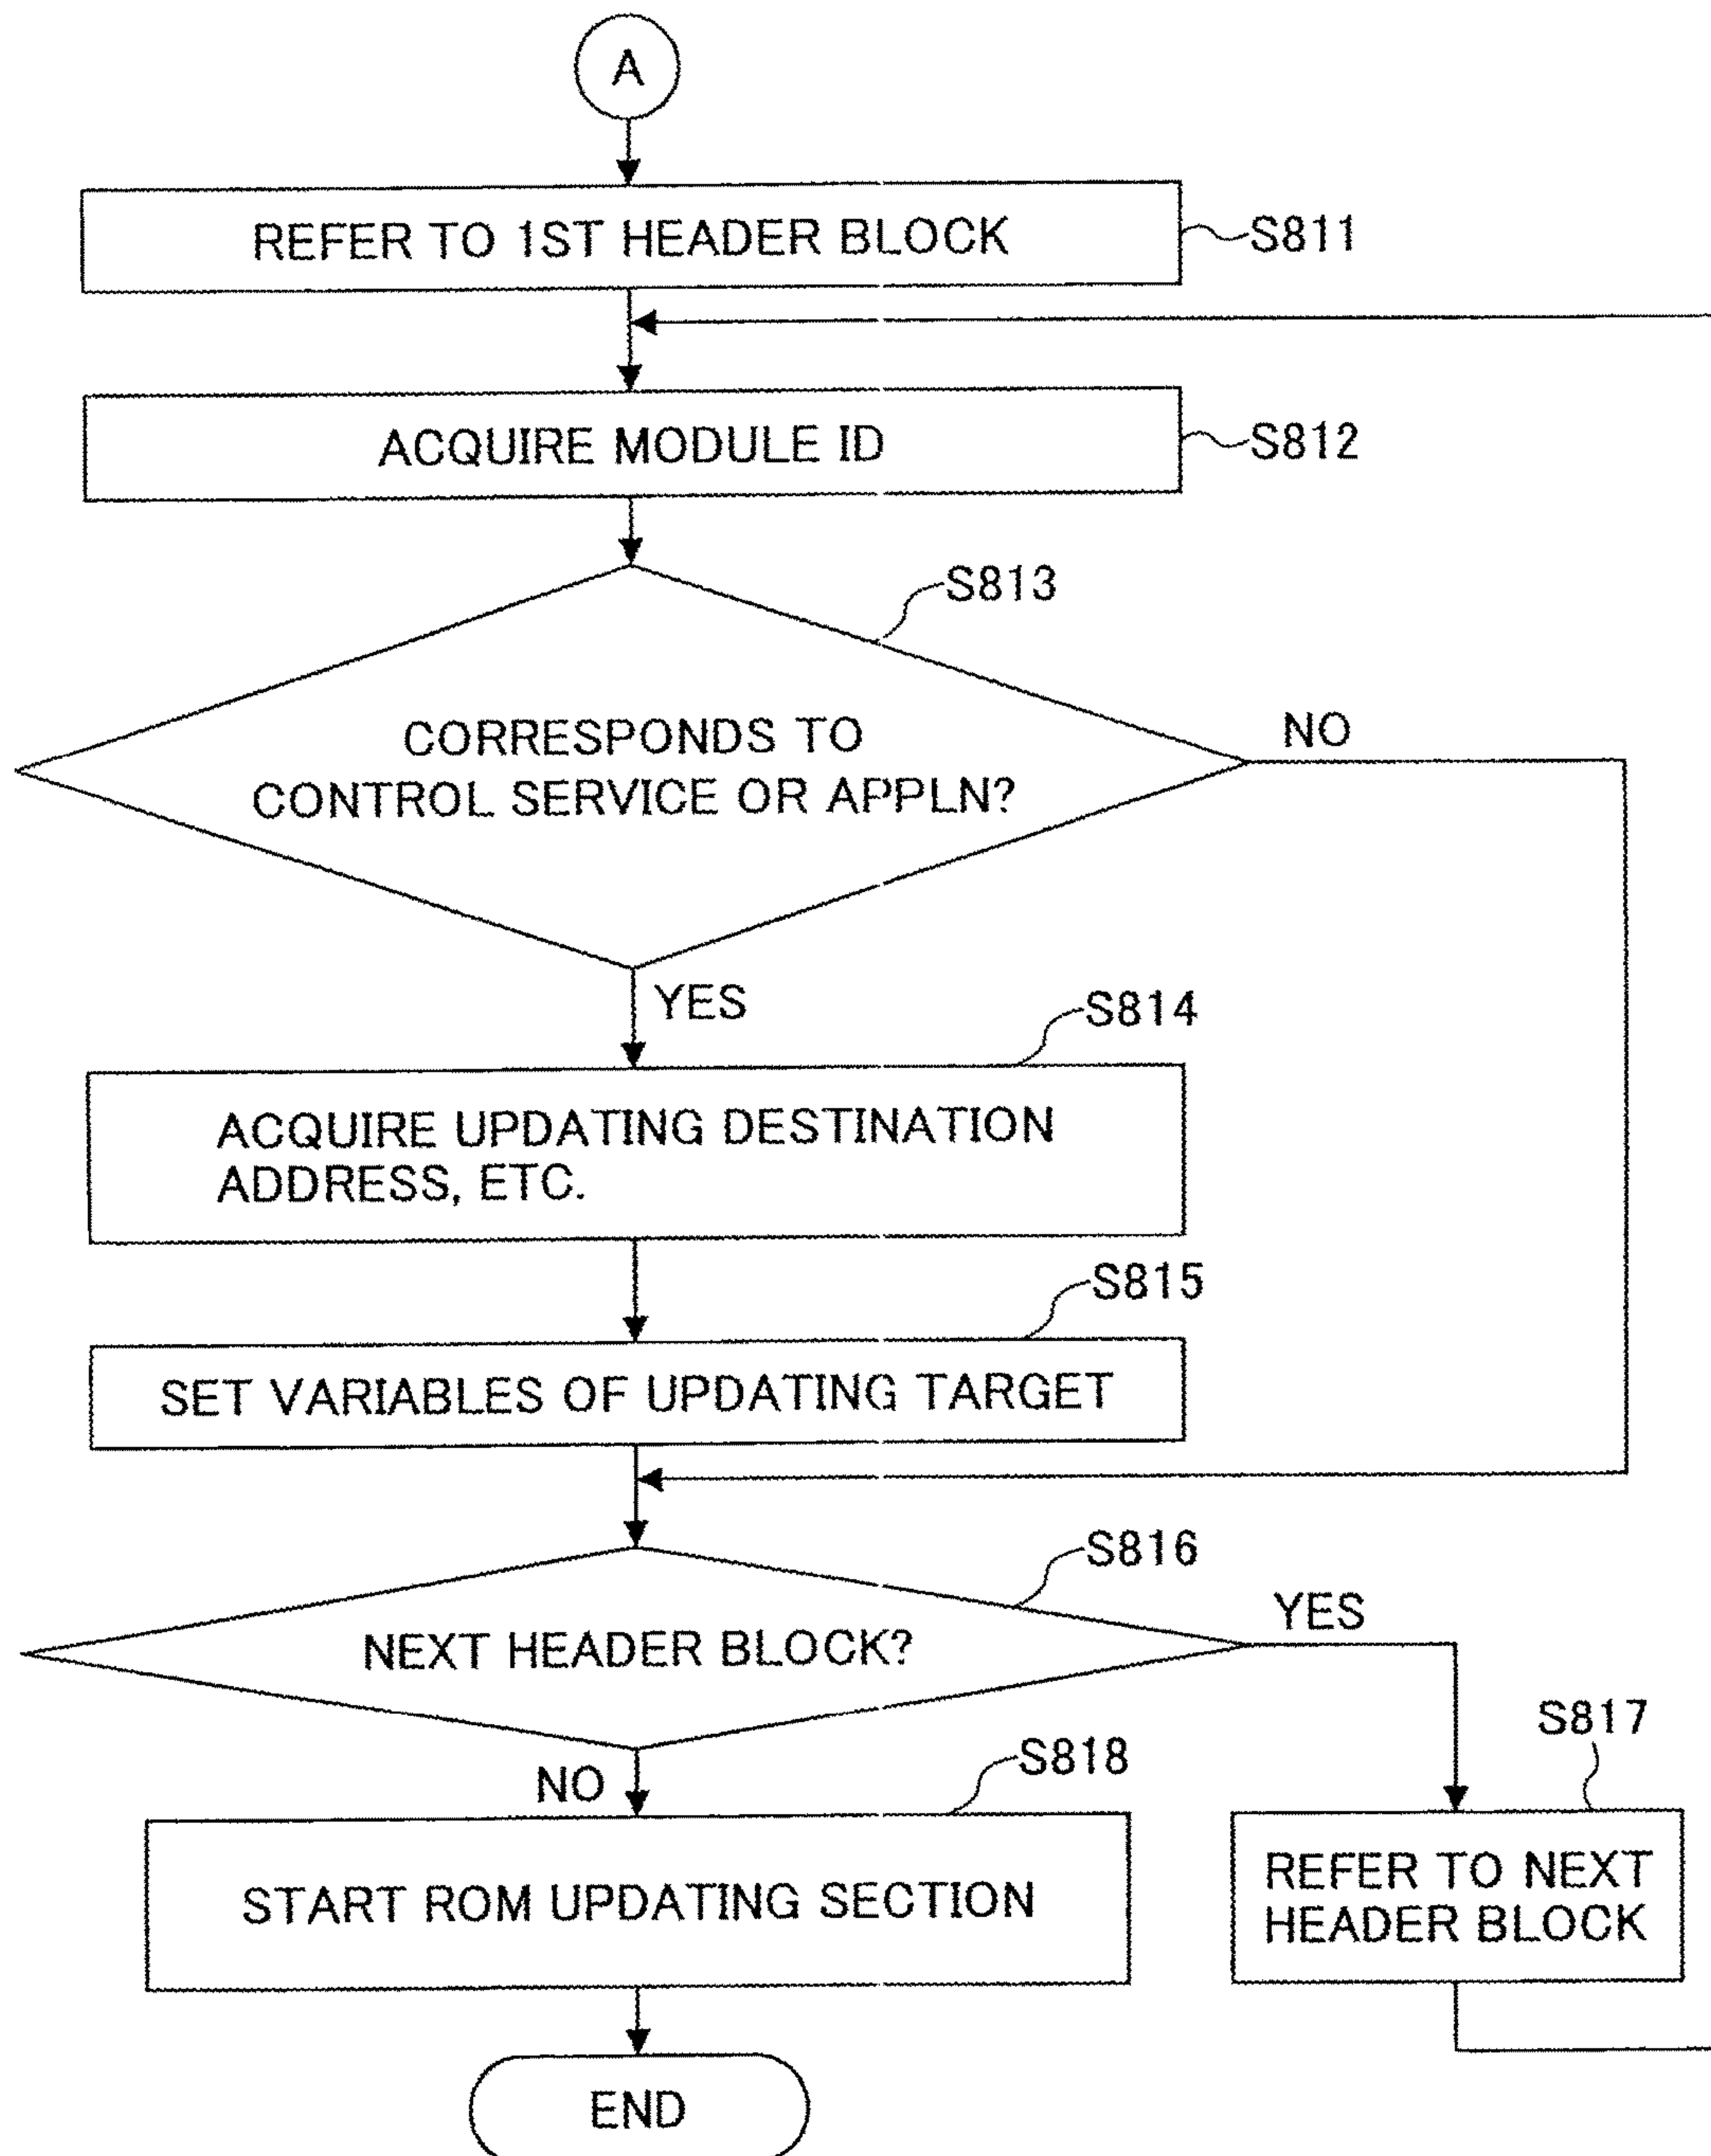 A
REFER TO 1ST HEADER BLOCK
S811
ACQUIRE MODULE ID
S812
S813
CORRESPONDS TO
CONTROL SERVICE OR APPLN?
NO
YES
S814
ACQUIRE UPDATING DESTINATION
ADDRESS, ETC.
S815
SET VARIABLES OF UPDATING TARGET
S816
NEXT HEADER BLOCK?
YES
S817
NO
S818
START ROM UPDATING SECTION
REFER TO NEXT
HEADER BLOCK
END